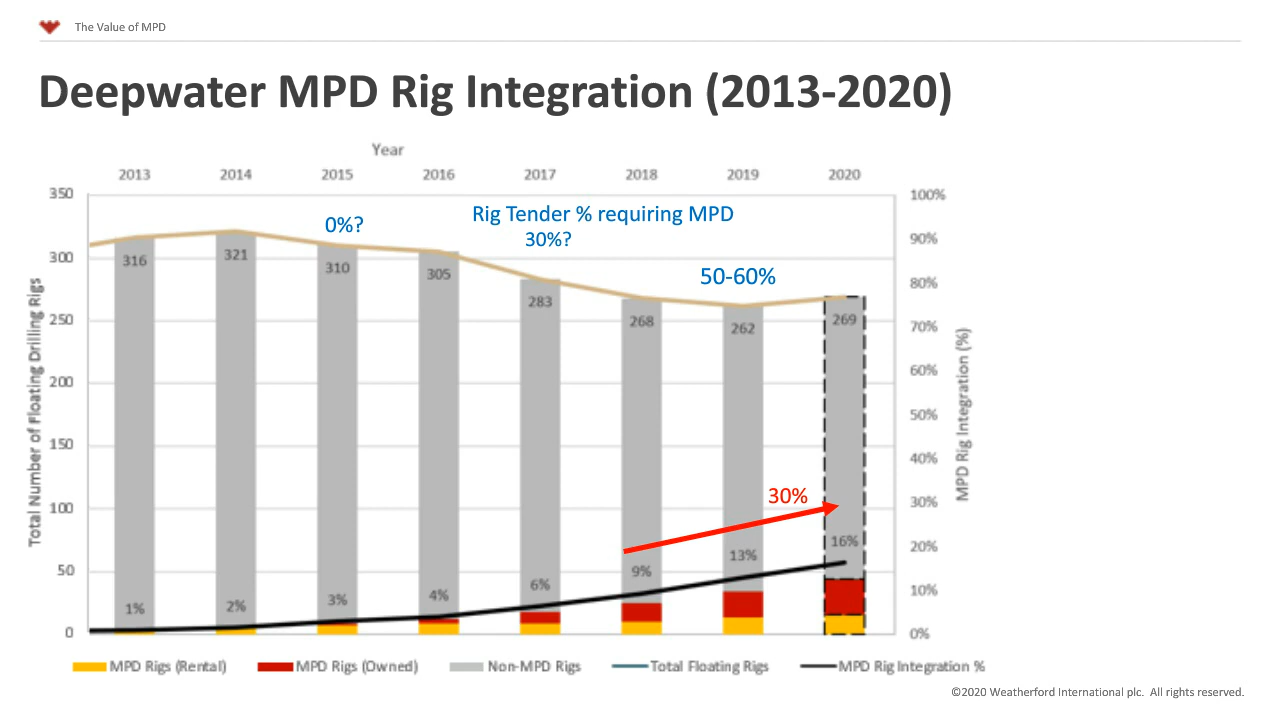 The Value of MPD
Deepwater MPD Rig Integration (2013-2020)
Year
2013 2014 2015 2016 2017 2018 2019 2020
350 100%
0%? Rig Tender % requiring MPD
30%?
90%
300
316 321 310 305 283 268 262 269
50-60%
80%
250
70%
200
60%
150
50%
40%
100
30%
30%
20%
50
1% 2% 3% 4% 6% 9% 13% 16%
10%
0 0%
Total Number of Floating Drilling Rigs
MPD Rig Integration (%)
MPD Rigs (Rental) MPD Rigs (Owned) Non-MPD Rigs Total Floating Rigs MPD Rig Integration %
©2020 Weatherford International plc. All rights reserved.